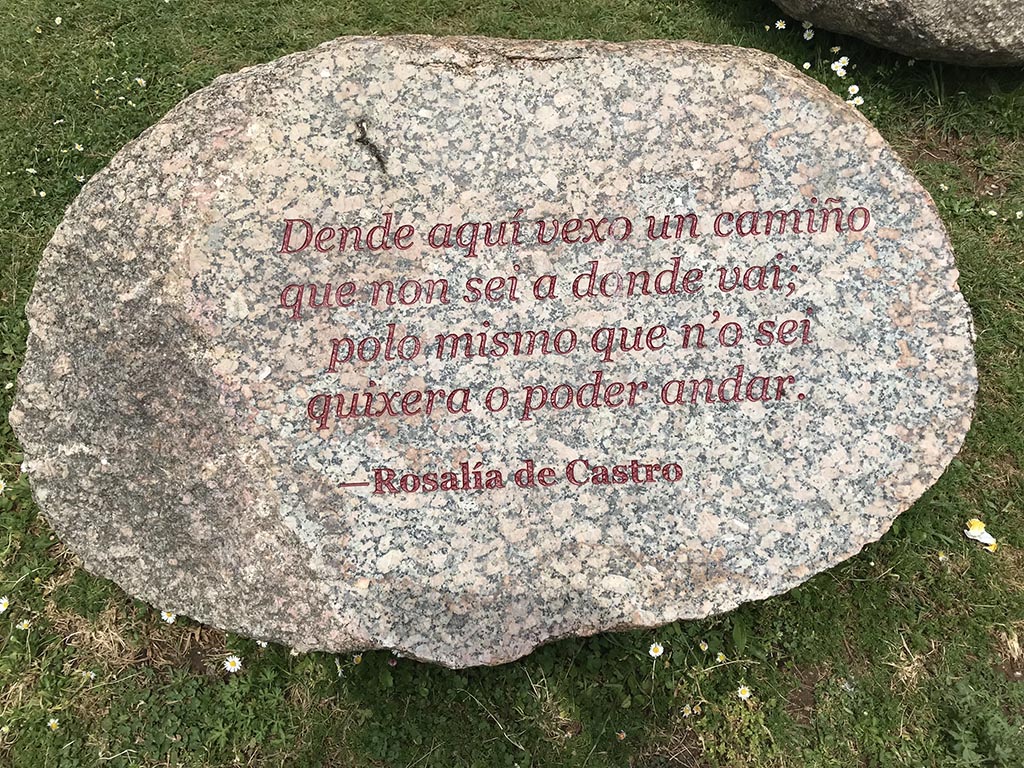 Dende aquí vexo un camiño
que non sei a donde vai;
polo mismo que n'o sei
quixera o poder andar.
—Rosalía de Castro